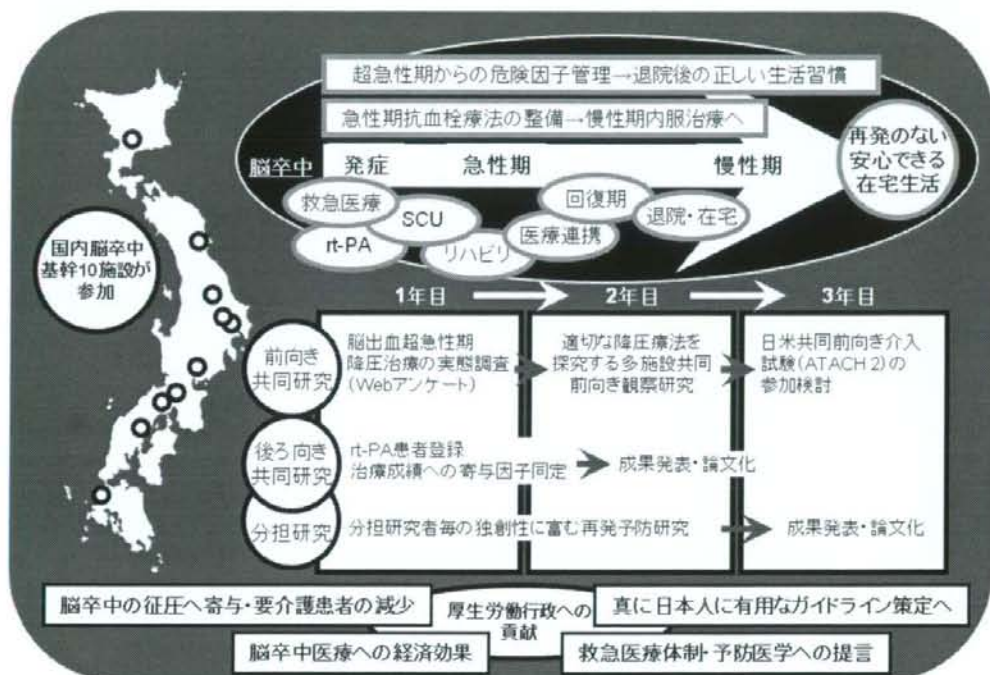 超急性期からの危険因子管理→退院後の正しい生活習慣
急性期抗血栓療法の整備→慢性期内服治療へ
脳卒中
発症
急性期
慢性期
再発のない
安心できる
在宅生活
救急医療
SCU
rt-PA
リハビリ
医療連携
回復期
退院・在宅
国内脳卒中
基幹10施設が
参加
1年目
2年目
3年目
前向き
共同研究
脳出血超急性期
降圧治療の実態調査
(Webアンケート)
適切な降圧療法を
探究する多施設共同
前向き観察研究
日米共同前向き介入
試験(ATACH 2)の
参加検討
後ろ向き
共同研究
rt-PA患者登録
治療成績への寄与因子同定
成果発表・論文化
分担研究
分担研究者毎の独創性に富む再発予防研究
成果発表・論文化
脳卒中の征圧へ寄与・要介護患者の減少
厚生労働行政への
貢献
真に日本人に有用なガイドライン策定へ
脳卒中医療への経済効果
救急医療体制・予防医学への提言